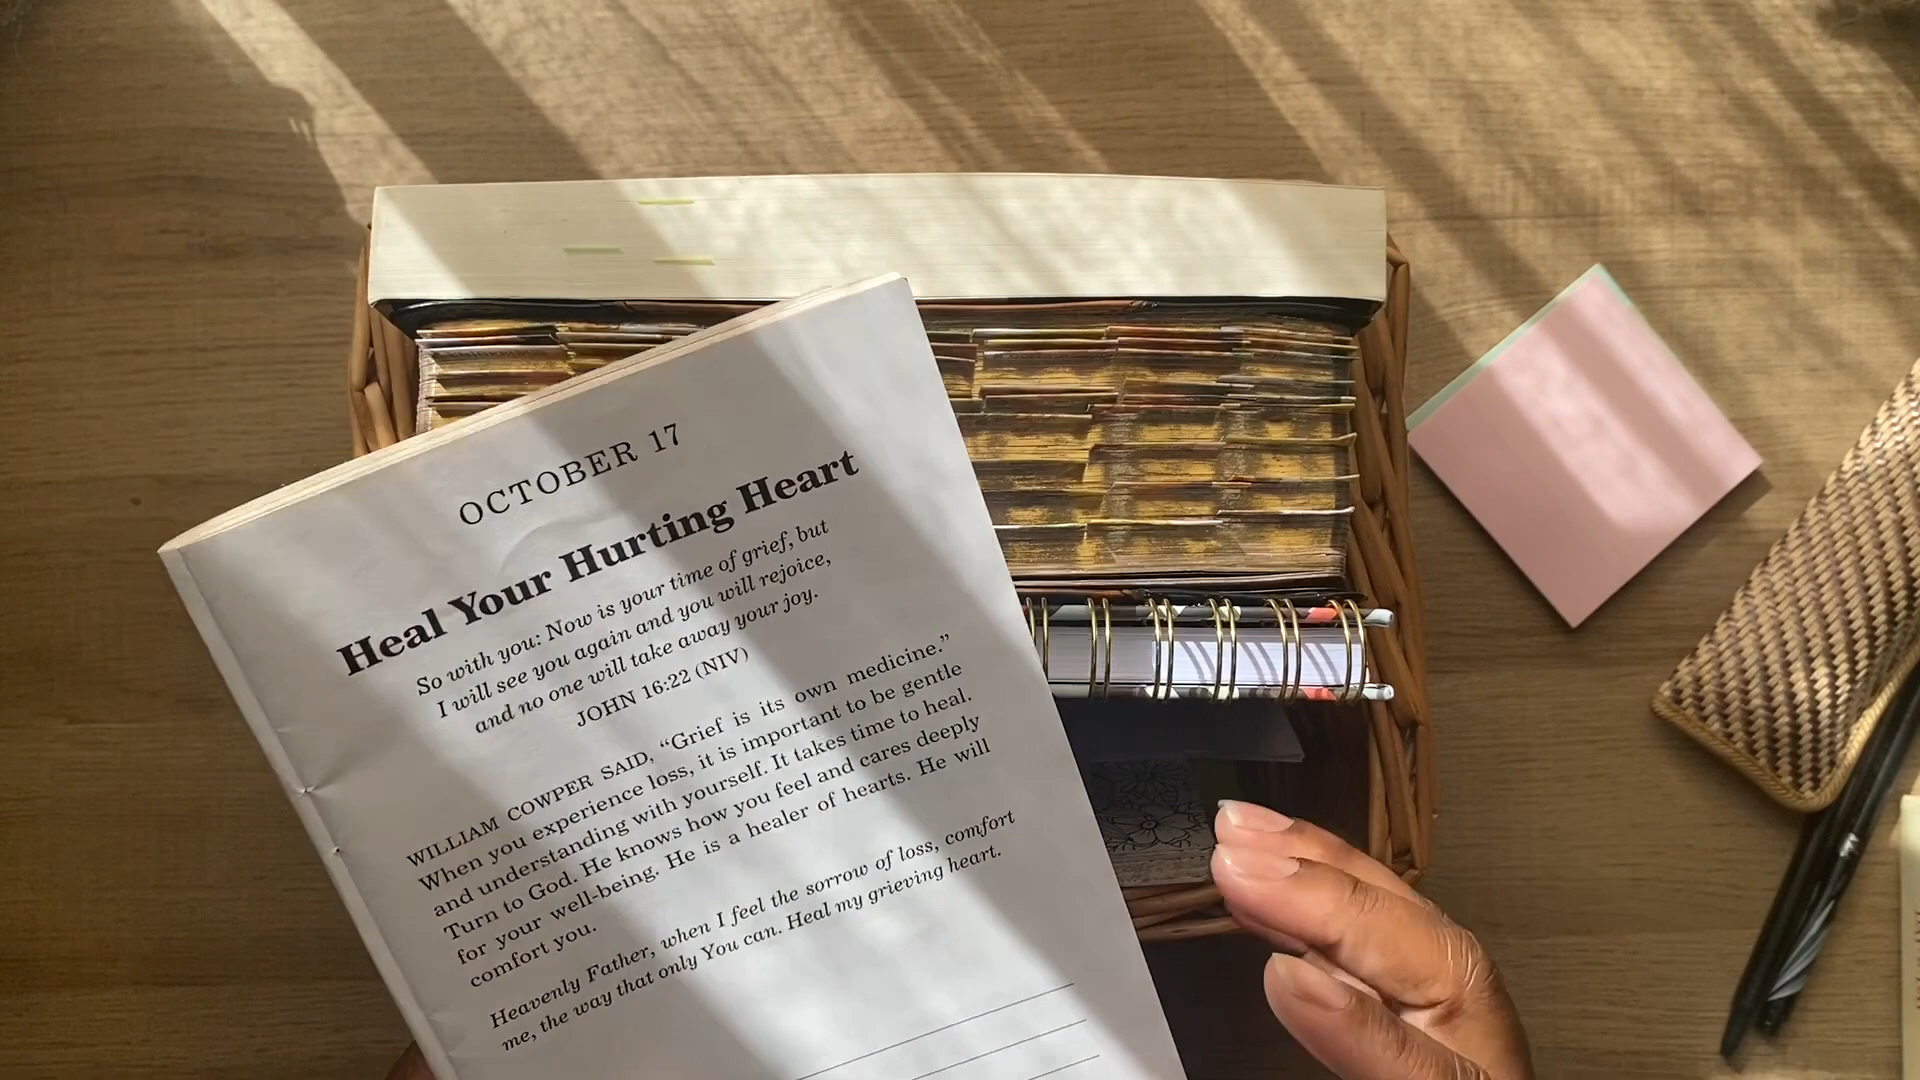 OCTOBER 17
Heal Your Hurting Heart
So with you: Now is your time of grief, but
I will see you again and you will rejoice,
and no one will take away your joy.
JOHN 16:22 (NIV)
WILLIAM COWPER SAID, “Grief is its own medicine.”
When you experience loss, it is important to be gentle
and understanding with yourself. It takes time to heal.
Turn to God. He knows how you feel and cares deeply
for your well-being. He is a healer of hearts. He will
comfort you.
Heavenly Father, when I feel the sorrow of loss, comfort
me, the way that only You can. Heal my grieving heart.